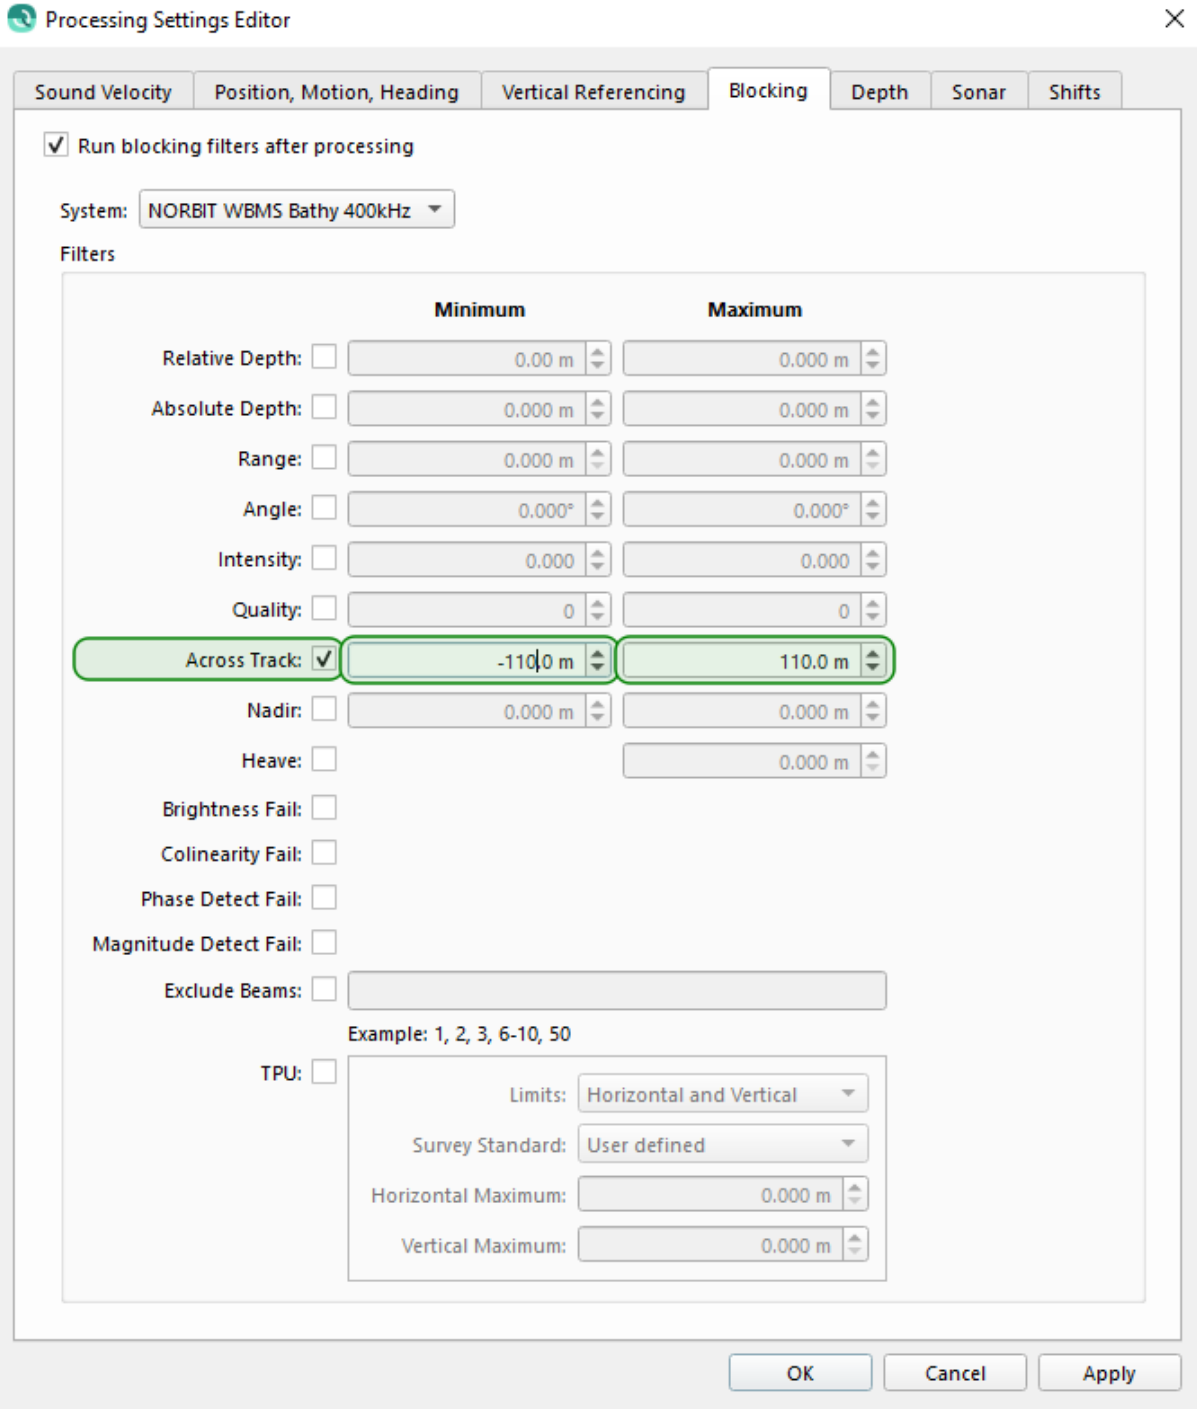 Processing Settings Editor
Sound Velocity Position, Motion, Heading Vertical Referencing Blocking Depth Sonar Shifts
Run blocking filters after processing
System: NORBIT WBMS Bathy 400kHz
Filters
Minimum Maximum
Relative Depth: 0.00 m 0.000 m
Absolute Depth: 0.000 m 0.000 m
Range: 0.000 m 0.000 m
Angle: 0.000° 0.000°
Intensity: 0.000 0.000
Quality: 0 0
Across Track: -110.0 m 110.0 m
Nadir: 0.000 m 0.000 m
Heave: 0.000 m
Brightness Fail:
Colinearity Fail:
Phase Detect Fail:
Magnitude Detect Fail:
Exclude Beams:
Example: 1, 2, 3, 6-10, 50
TPU:
Limits: Horizontal and Vertical
Survey Standard: User defined
Horizontal Maximum: 0.000 m
Vertical Maximum: 0.000 m
OK Cancel Apply